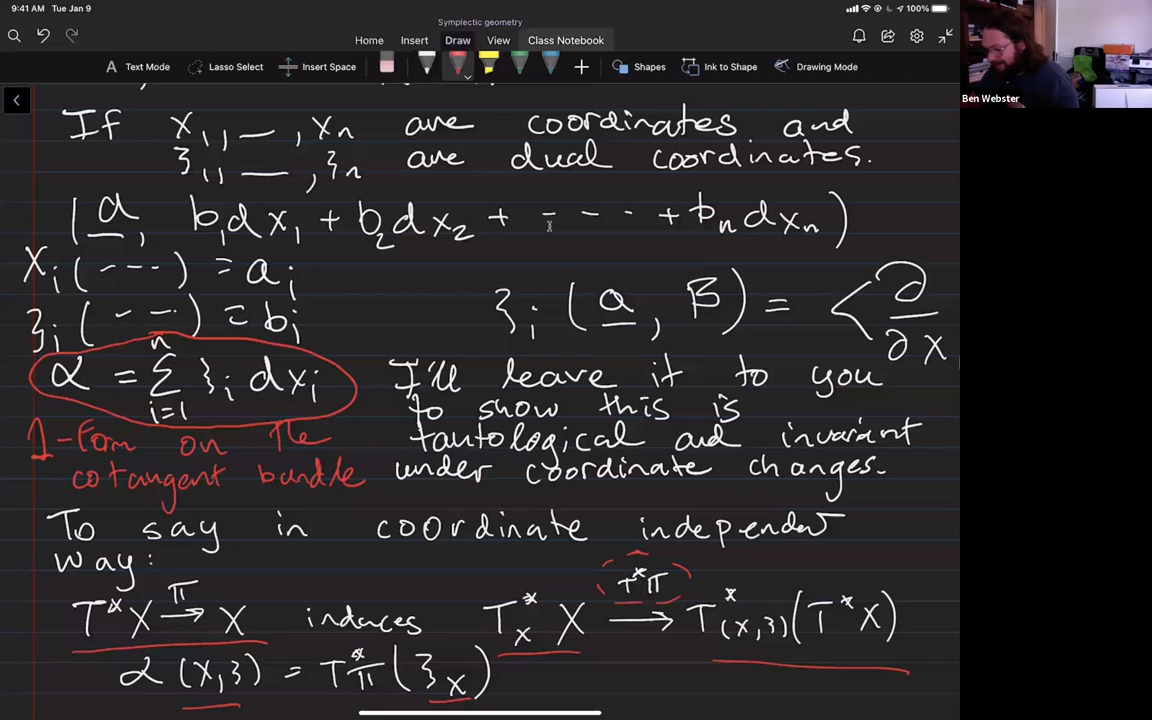 9:41 AM Tue Jan 9
Symplectic geometry
100%
Home Insert Draw View Class Notebook
Text Mode Lasso Select Insert Space Shapes Ink to Shape Drawing Mode
Ben Webster
If x₁, — , xₙ are coordinates and
ξ₁, — , ξₙ are dual coordinates.
(a, b₁dx₁ + b₂dx₂ + --- + bₙdxₙ)
xᵢ(---) = aᵢ
ξᵢ(---) = bᵢ
ξᵢ(a, β) = <∂/∂x
α = Σᵢ₌₁ⁿ ξᵢ dxᵢ
I'll leave it to you
to show this is
tautological and invariant
under coordinate changes.
1-form on the
cotangent bundle
To say in coordinate independent
way:
T*X →π X induces T*ₓX →T*π T*₍ₓ,ξ₎(T*X)
α(x,ξ) = T*π(ξₓ)